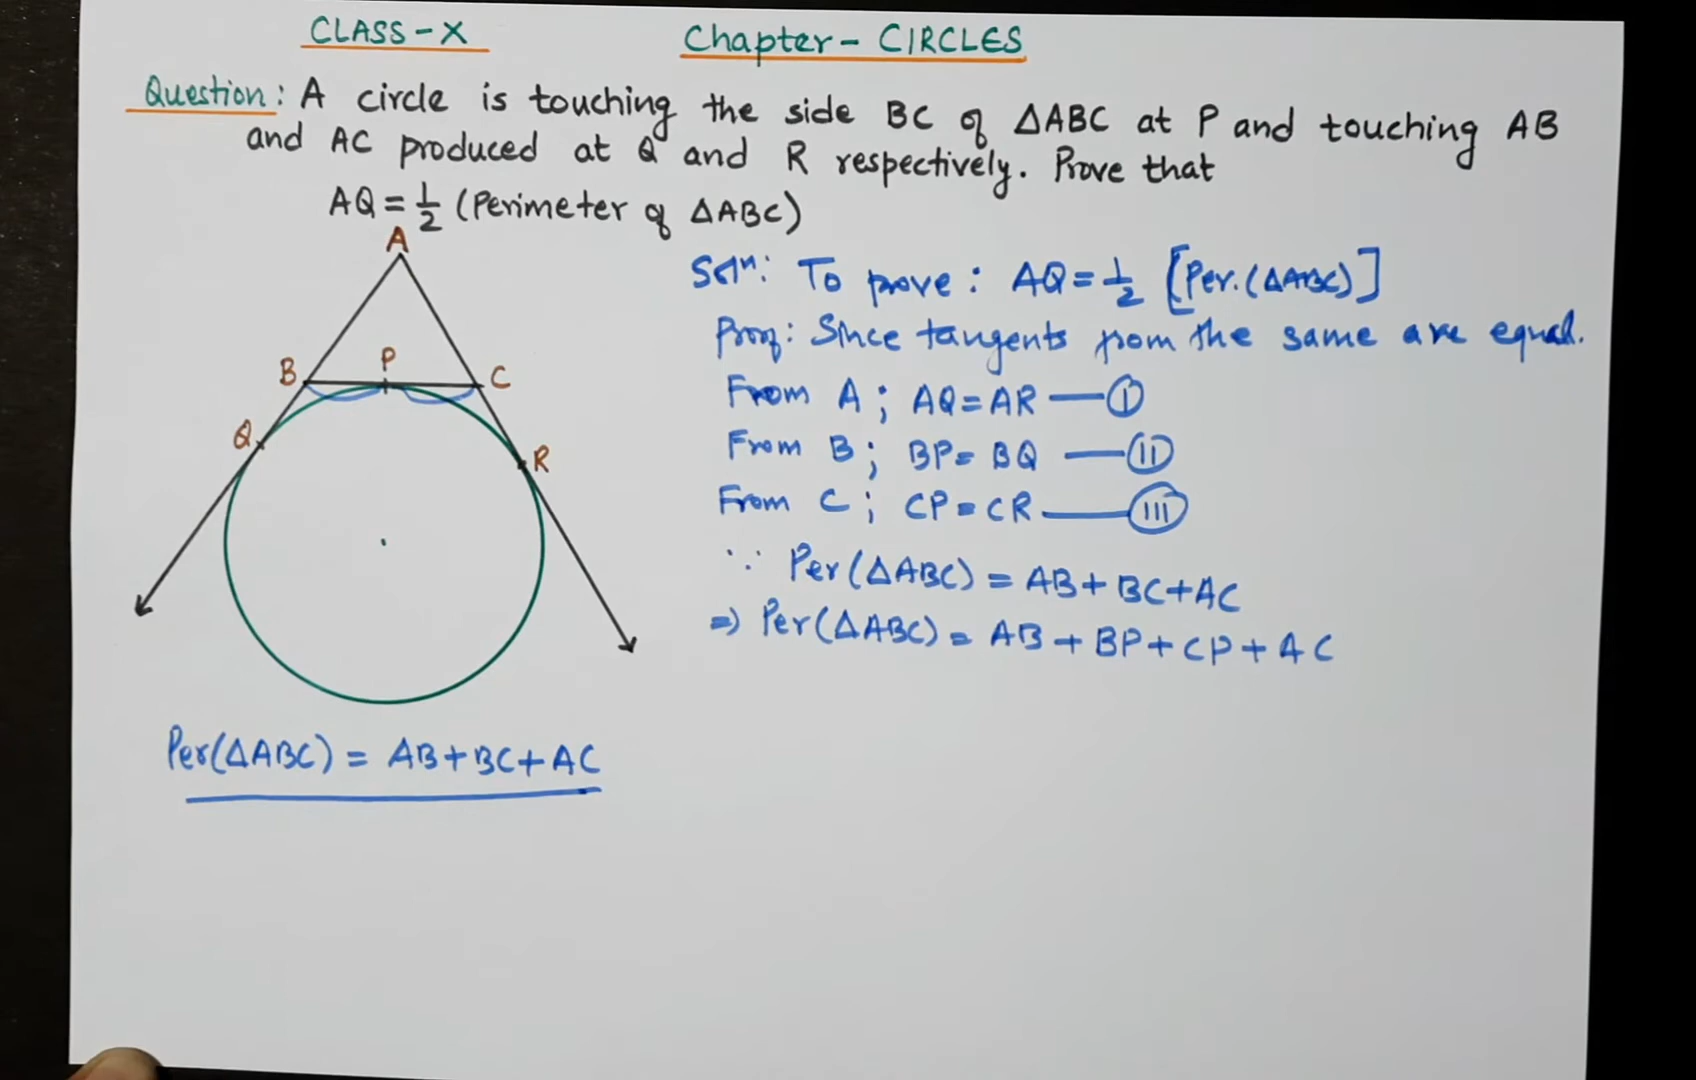 CLASS-X Chapter- CIRCLES
Question: A circle is touching the side BC of ΔABC at P and touching AB
and AC produced at Q and R respectively. Prove that
AQ = 1/2 (Perimeter of ΔABC)
A
B
P
C
Q
R
Per(ΔABC) = AB+BC+AC
Solⁿ: To prove: AQ = 1/2 [Per.(ΔABC)]
Proof: Since tangents from the same are equal.
From A; AQ = AR — (I)
From B; BP = BQ — (II)
From C; CP = CR — (III)
∵ Per(ΔABC) = AB+BC+AC
⇒ Per(ΔABC) = AB + BP + CP + AC